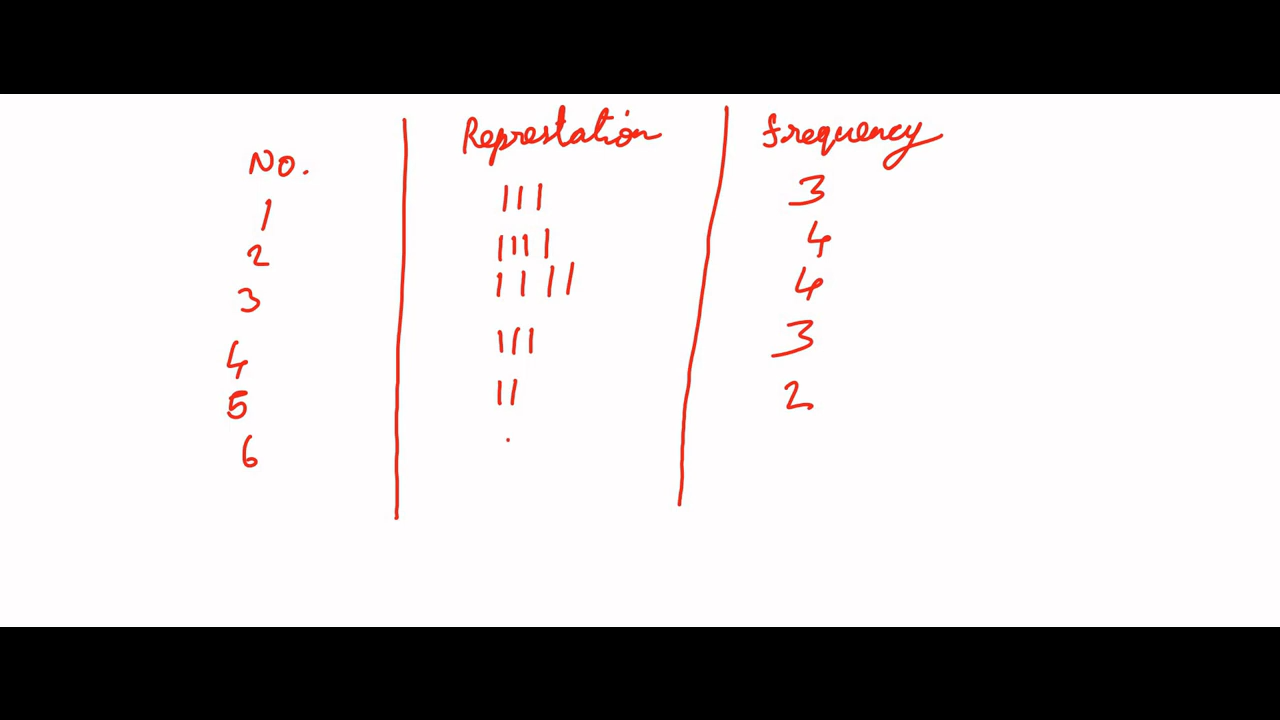 No. Represtation frequency
1 ||| 3
2 |||| 4
3 |||| 4
4 ||| 3
5 || 2
6 .